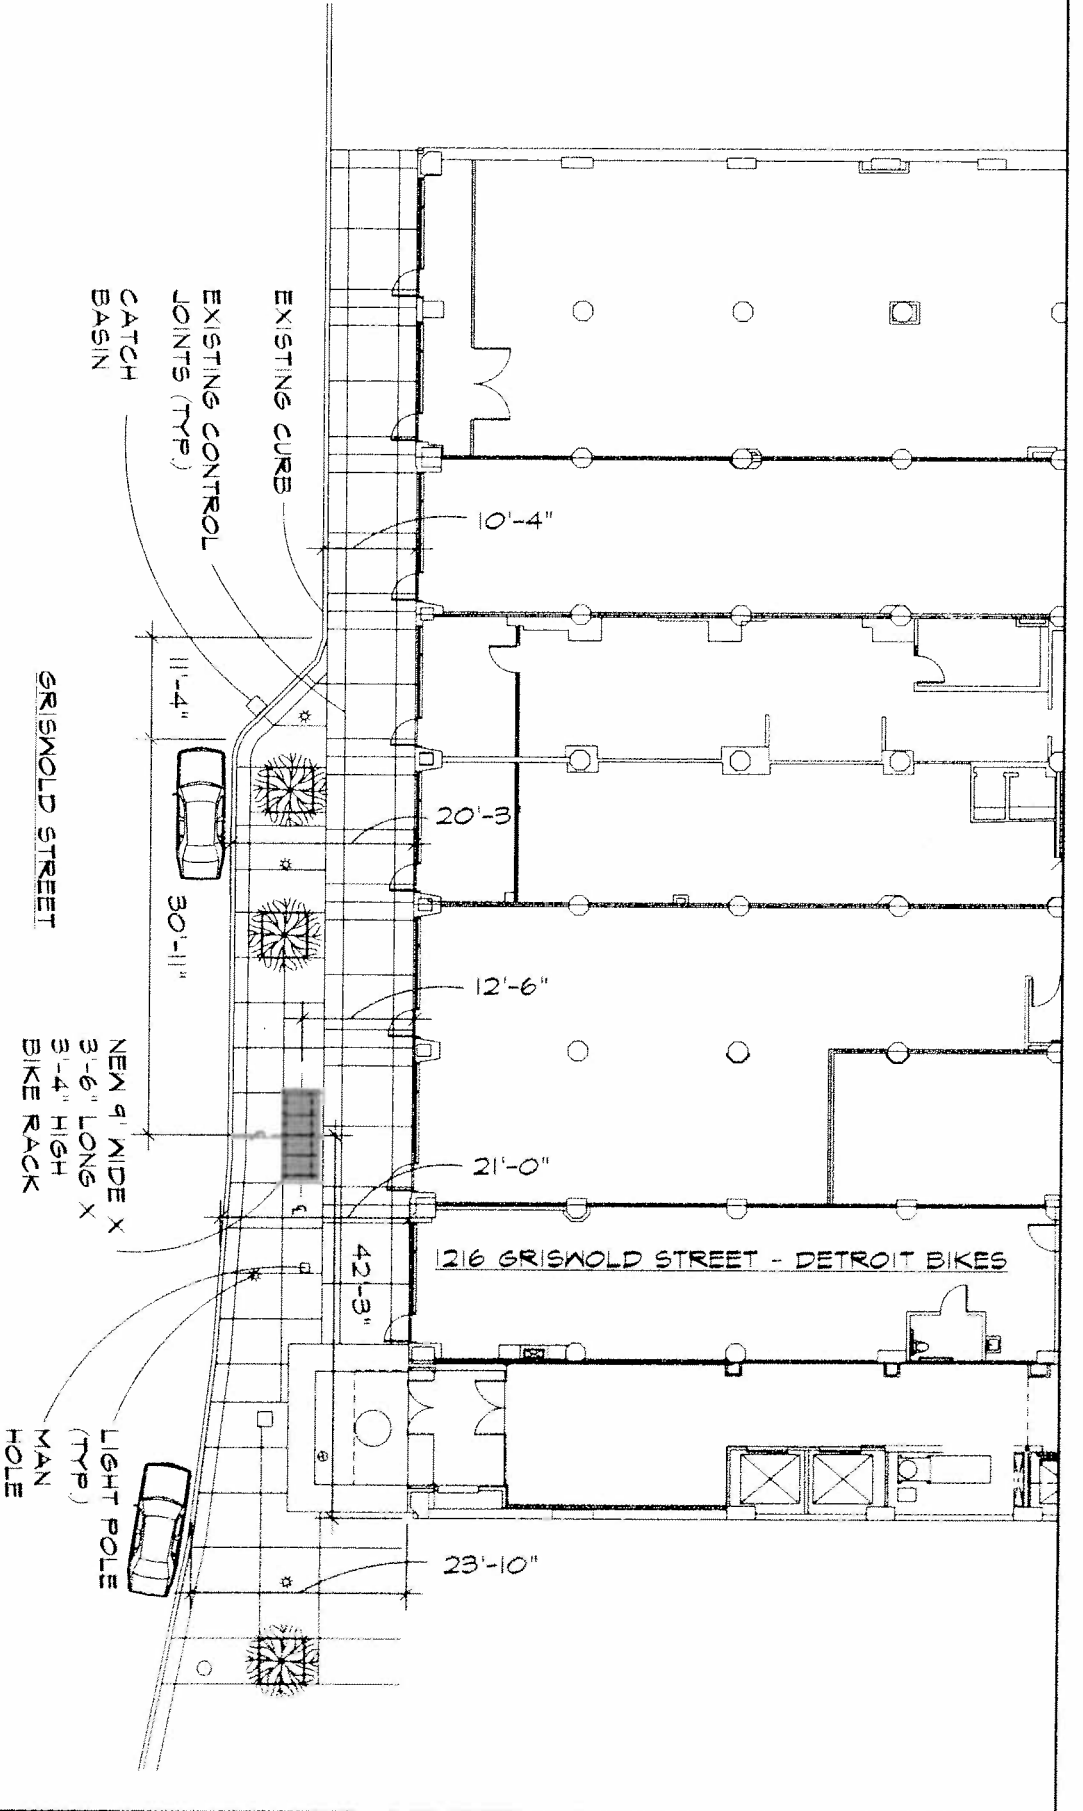 EXISTING CURB
EXISTING CONTROL
JOINTS (TYP.)
CATCH
BASIN
10'-4"
11'-4"
GRISWOLD STREET
20'-3
30'-11"
12'-6"
NEW 9' WIDE X
3'-6" LONG X
3'-4" HIGH
BIKE RACK
21'-0"
42'-3"
1216 GRISWOLD STREET - DETROIT BIKES
LIGHT POLE
(TYP.)
MAN
HOLE
23'-10"